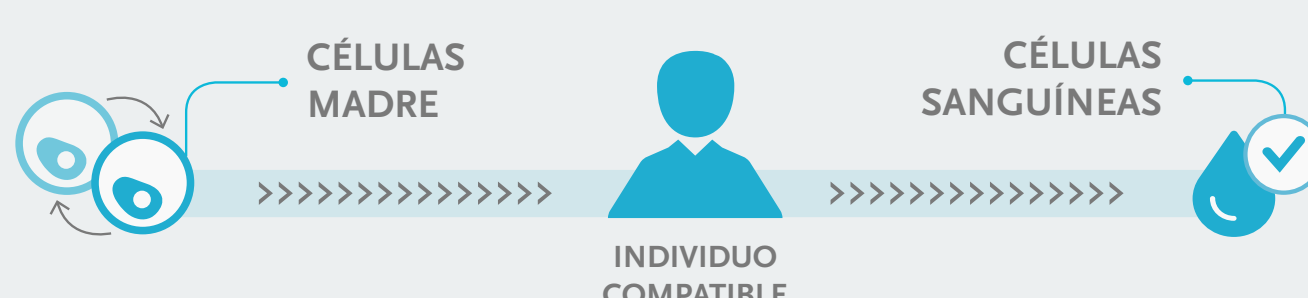 CÉLULAS
MADRE
CÉLULAS
SANGUÍNEAS
INDIVIDUO
COMPATIBLE